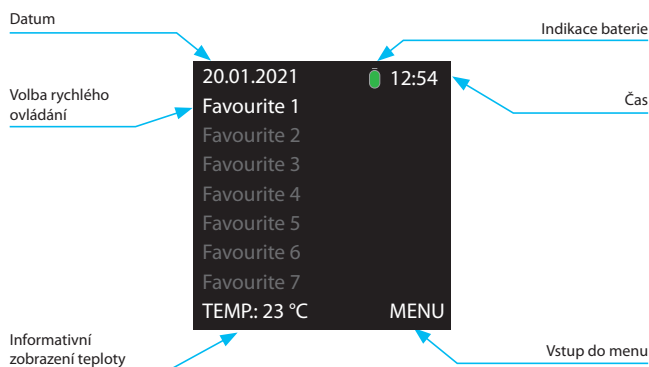 Datum
Indikace baterie
20.01.2021 12:54
Volba rychlého
ovládání
Čas
Favourite 1
Favourite 2
Favourite 3
Favourite 4
Favourite 5
Favourite 6
Favourite 7
TEMP.: 23 °C MENU
Informativní
zobrazení teploty
Vstup do menu